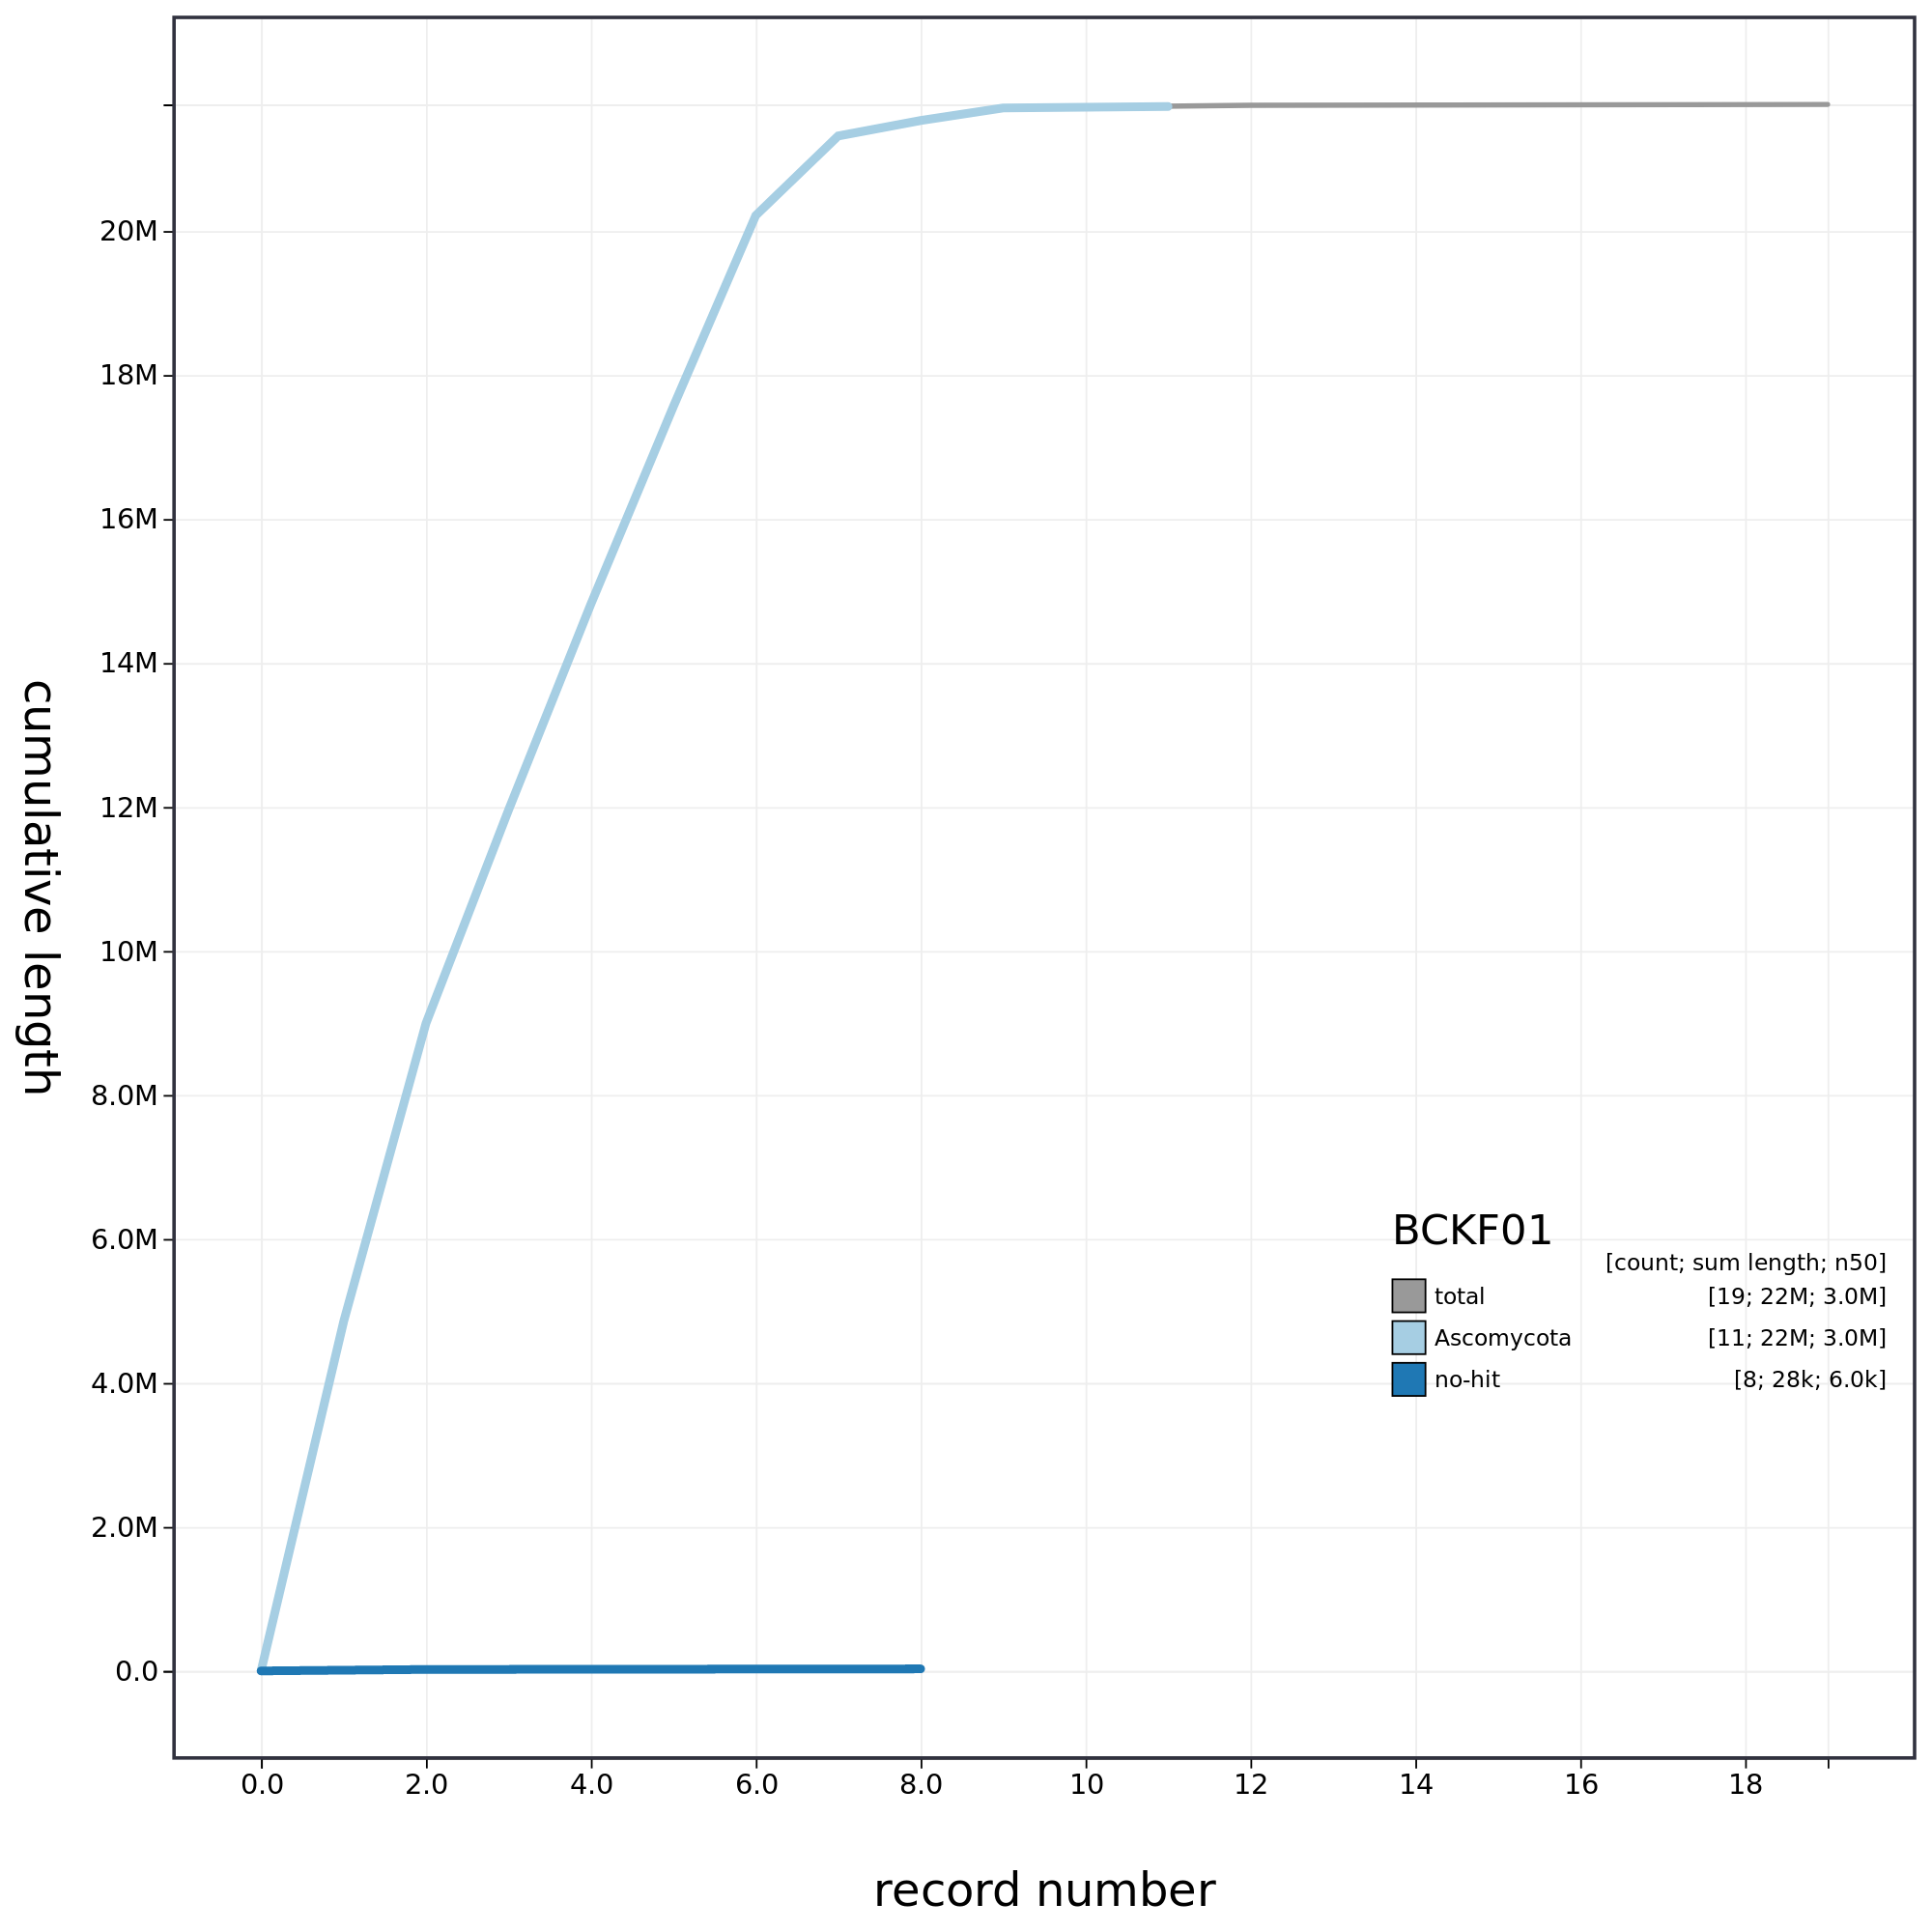 cumulative length
20M
18M
16M
14M
12M
10M
8.0M
6.0M
4.0M
2.0M
0.0
BCKF01
[count; sum length; n50]
total [19; 22M; 3.0M]
Ascomycota [11; 22M; 3.0M]
no-hit [8; 28k; 6.0k]
0.0 2.0 4.0 6.0 8.0 10 12 14 16 18
record number